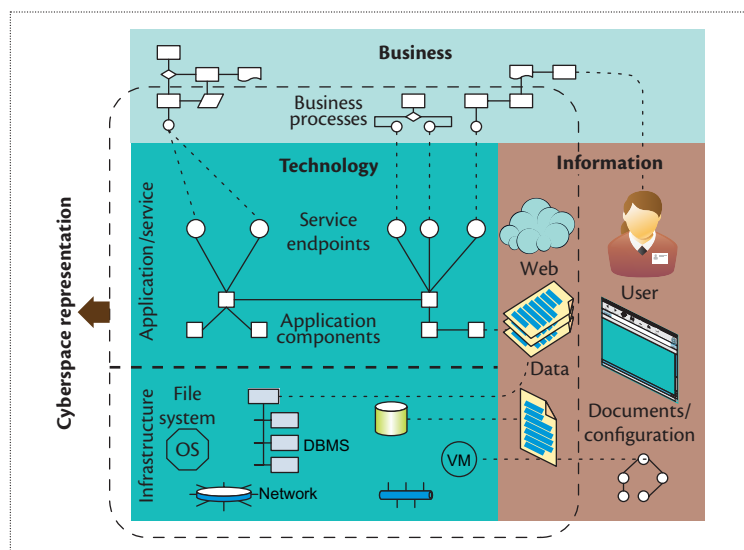 Business
Business
processes
Technology
Information
Cyberspace representation
Application/service
Service
endpoints
Web
User
Application
components
Data
Infrastructure
File
system
OS
DBMS
Documents/
configuration
VM
Network